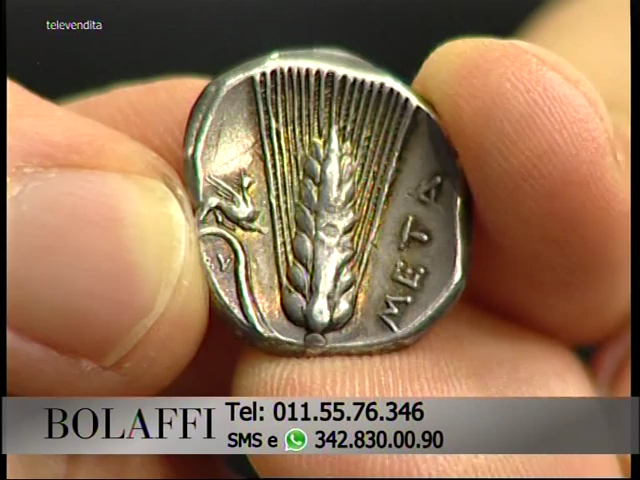 televendita
META
BOLAFFI
Tel: 011.55.76.346
SMS e 342.830.00.90